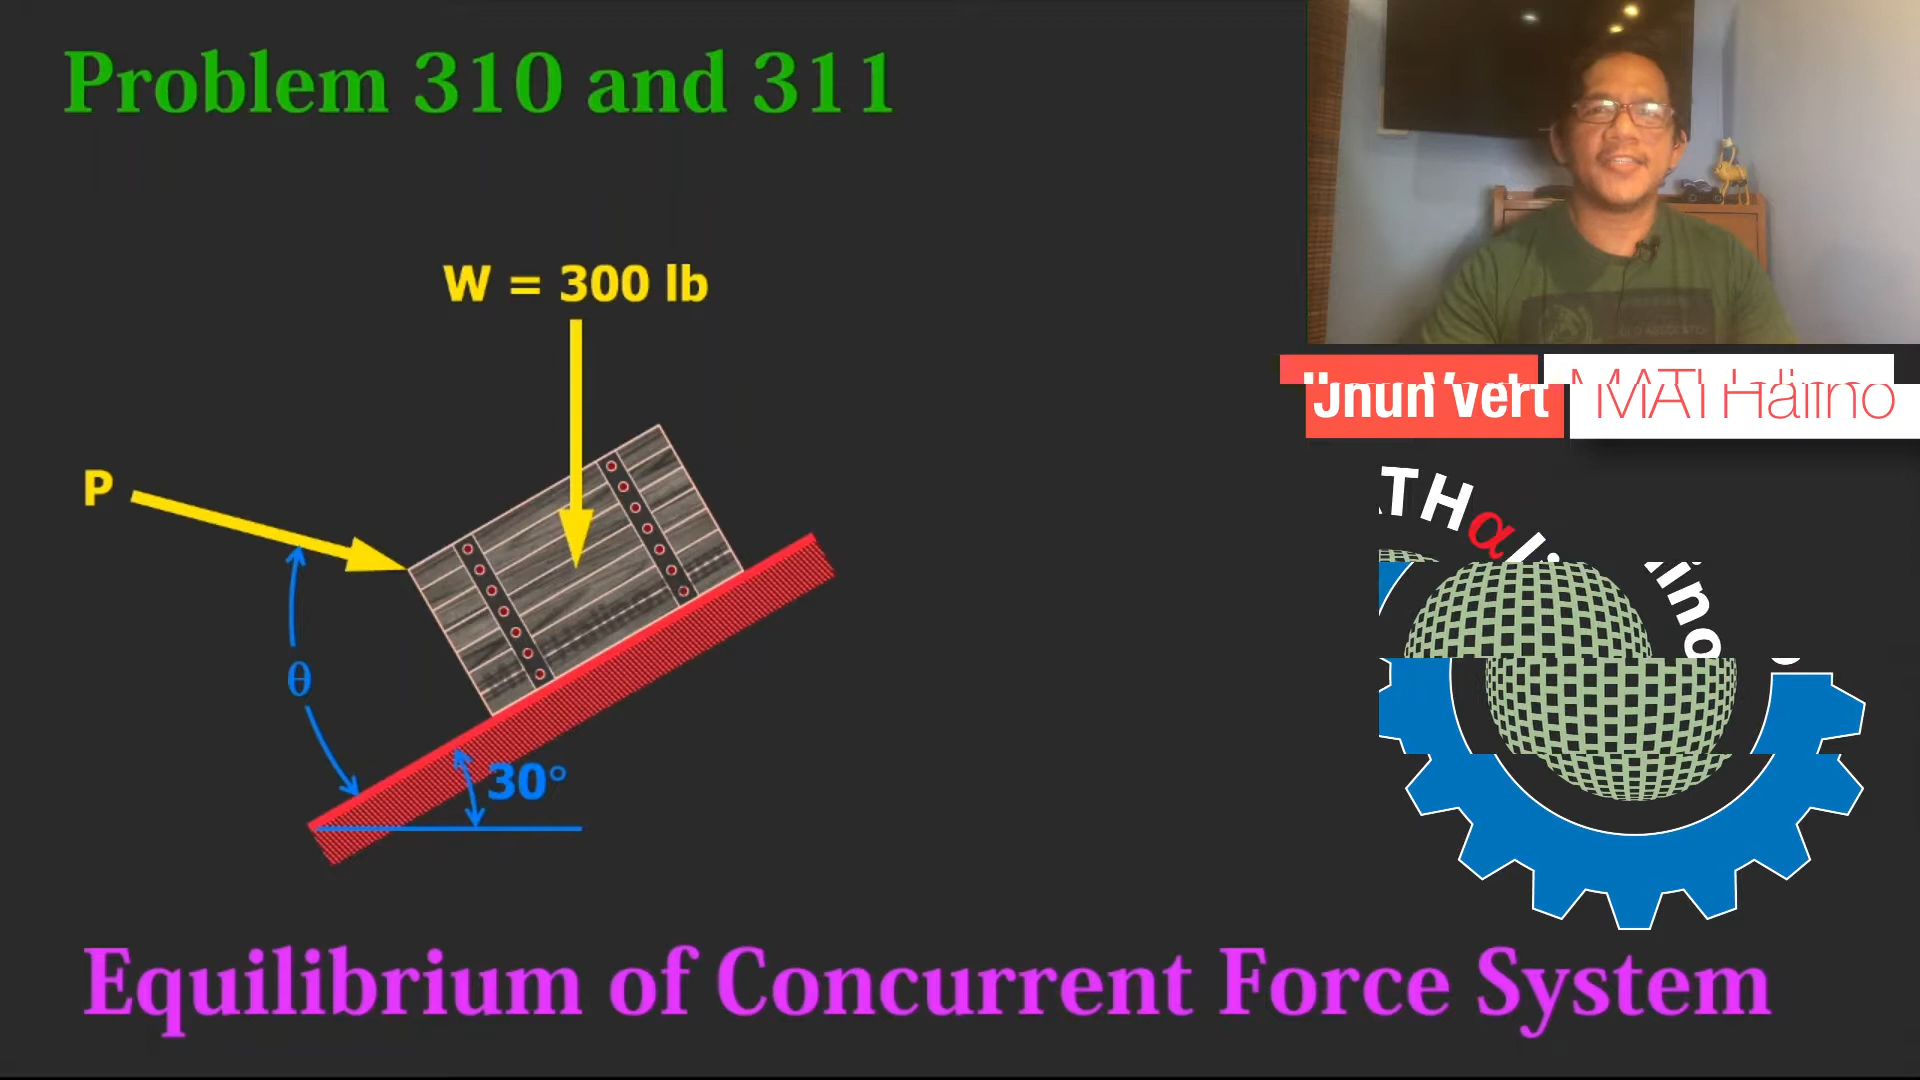 Problem 310 and 311
W = 300 lb
P
θ
30°
Equilibrium of Concurrent Force System